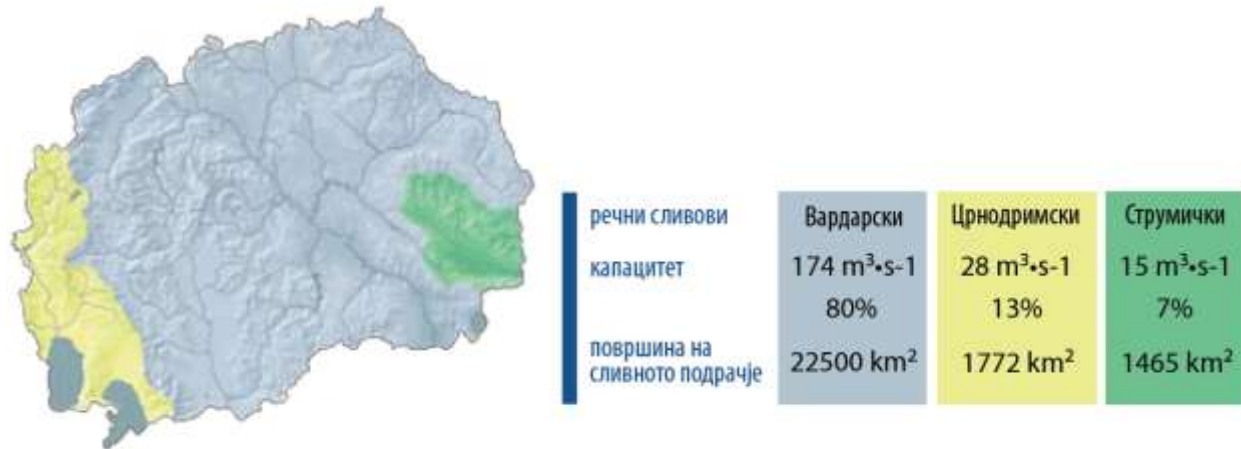 речни сливови Вардарски Црнодримски Струмички
капацитет 174 m³•s-1 28 m³•s-1 15 m³•s-1
80% 13% 7%
површина на
сливното подрачје 22500 km² 1772 km² 1465 km²